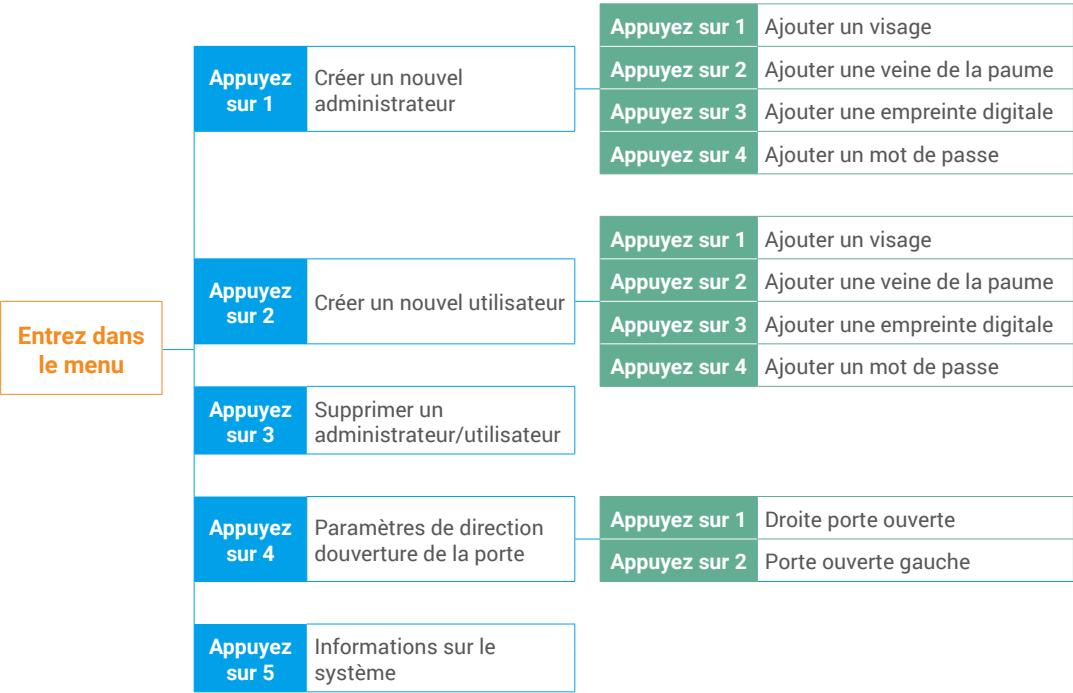 Entrez dans
le menu
Appuyez
sur 1
Créer un nouvel
administrateur
Appuyez sur 1 Ajouter un visage
Appuyez sur 2 Ajouter une veine de la paume
Appuyez sur 3 Ajouter une empreinte digitale
Appuyez sur 4 Ajouter un mot de passe
Appuyez
sur 2
Créer un nouvel utilisateur
Appuyez sur 1 Ajouter un visage
Appuyez sur 2 Ajouter une veine de la paume
Appuyez sur 3 Ajouter une empreinte digitale
Appuyez sur 4 Ajouter un mot de passe
Appuyez
sur 3
Supprimer un
administrateur/utilisateur
Appuyez
sur 4
Paramètres de direction
douverture de la porte
Appuyez sur 1 Droite porte ouverte
Appuyez sur 2 Porte ouverte gauche
Appuyez
sur 5
Informations sur le
système